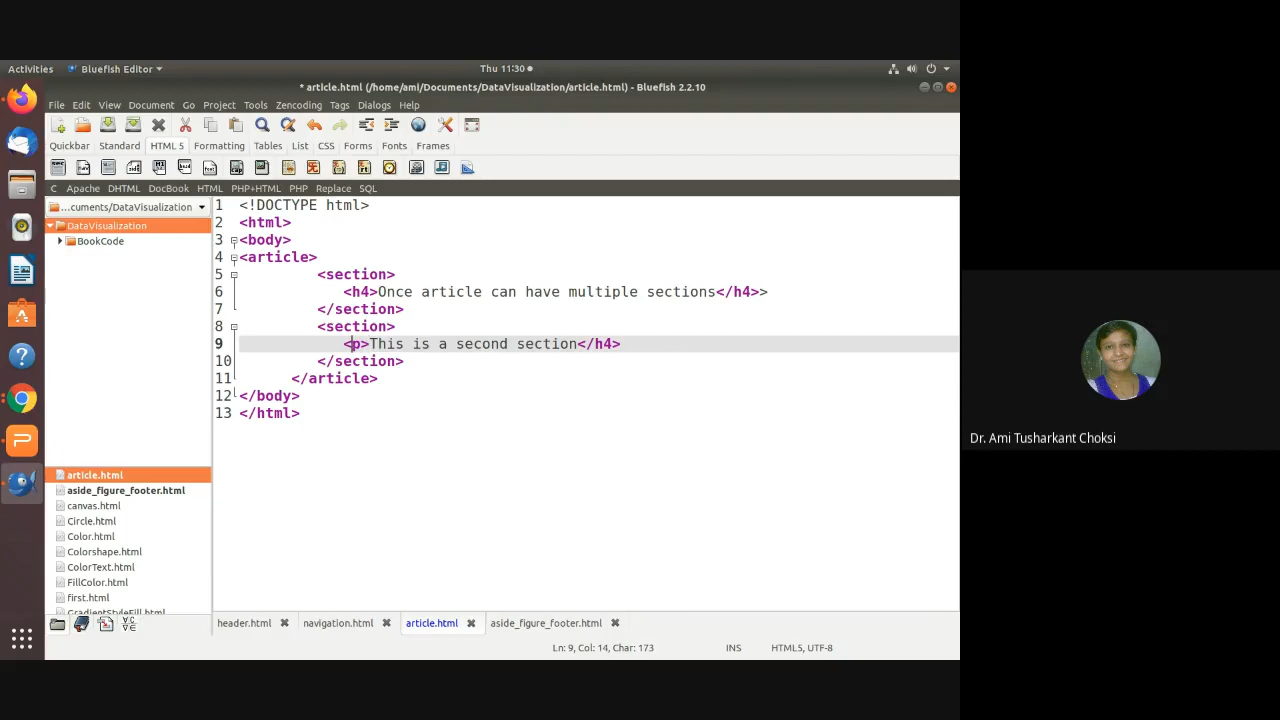 Activities Bluefish Editor Thu 11:30
* article.html (/home/ami/Documents/DataVisualization/article.html) - Bluefish 2.2.10
File Edit View Document Go Project Tools Zencoding Tags Dialogs Help
Quickbar Standard HTML 5 Formatting Tables List CSS Forms Fonts Frames
C Apache DHTML DocBook HTML PHP+HTML PHP Replace SQL
...cuments/DataVisualization
DataVisualization
BookCode
1 <!DOCTYPE html>
2 <html>
3 <body>
4 <article>
5 <section>
6 <h4>Once article can have multiple sections</h4>>
7 </section>
8 <section>
9 <p>This is a second section</h4>
10 </section>
11 </article>
12 </body>
13 </html>
article.html
aside_figure_footer.html
canvas.html
Circle.html
Color.html
Colorshape.html
ColorText.html
FillColor.html
first.html
GradientStyleFill.html
header.html navigation.html article.html aside_figure_footer.html
Ln: 9, Col: 14, Char: 173 INS HTML5, UTF-8
Dr. Ami Tusharkant Choksi